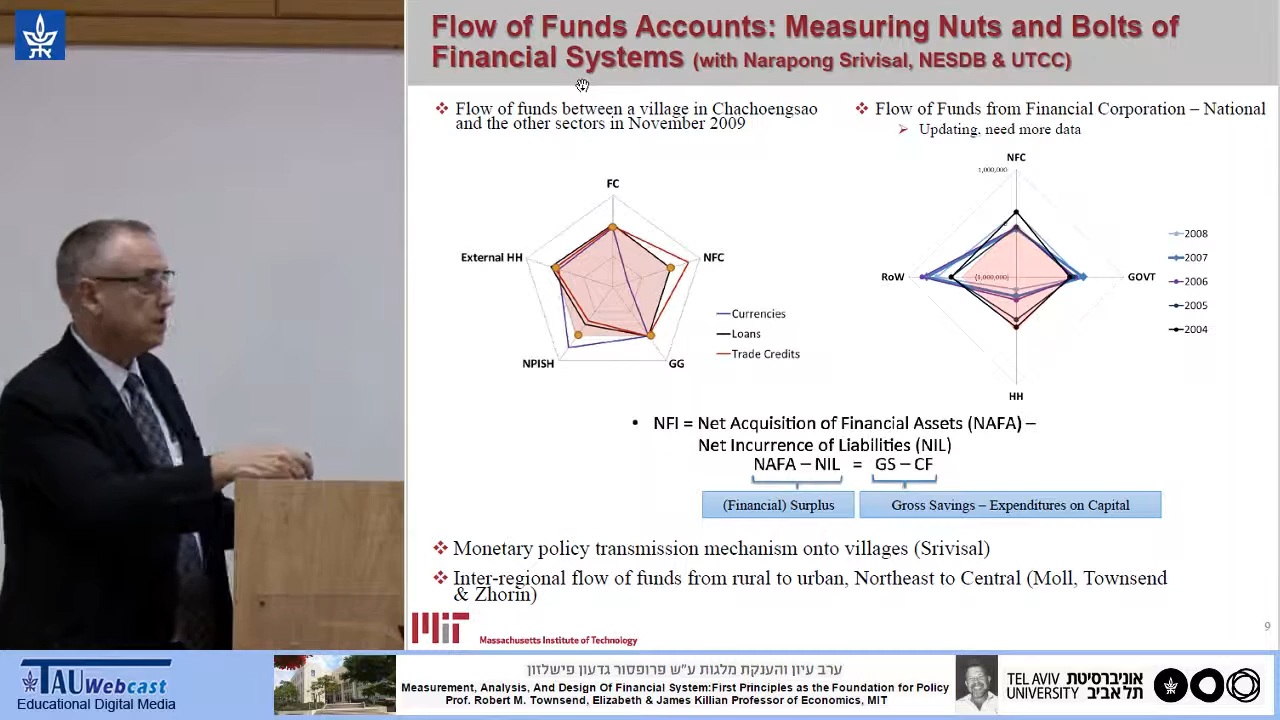 Flow of Funds Accounts: Measuring Nuts and Bolts of
Financial Systems (with Narapong Srivisal, NESDB & UTCC)
Flow of funds between a village in Chachoengsao
and the other sectors in November 2009
FC
External HH
NFC
NPISH
GG
Currencies
Loans
Trade Credits
Flow of Funds from Financial Corporation – National
Updating, need more data
NFC
1,000,000
RoW
(1,000,000)
GOVT
HH
2008
2007
2006
2005
2004
• NFI = Net Acquisition of Financial Assets (NAFA) –
Net Incurrence of Liabilities (NIL)
NAFA – NIL = GS – CF
(Financial) Surplus
Gross Savings – Expenditures on Capital
Monetary policy transmission mechanism onto villages (Srivisal)
Inter-regional flow of funds from rural to urban, Northeast to Central (Moll, Townsend
& Zhorin)
MIT Massachusetts Institute of Technology
9
TAU Webcast
Educational Digital Media
ערב עיון והענקת מלגות ע"ש פרופסור גדעון פישלזון
Measurement, Analysis, And Design Of Financial System:First Principles as the Foundation for Policy
Prof. Robert M. Townsend, Elizabeth & James Killian Professor of Economics, MIT
TEL AVIV אוניברסיטת
UNIVERSITY תל אביב